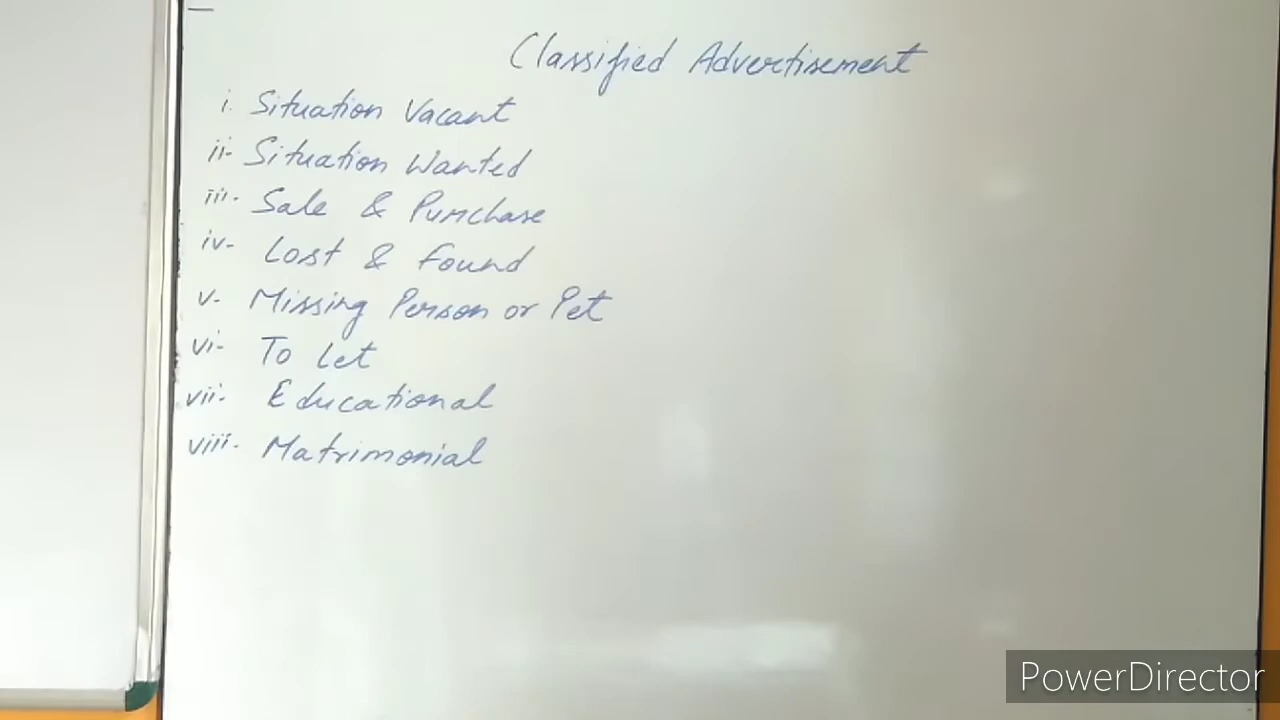 Classified Advertisement
i. Situation Vacant
ii- Situation Wanted
iii- Sale & Purchase
iv- Lost & Found
v- Missing Person or Pet
vi- To Let
vii- Educational
viii- Matrimonial
PowerDirector